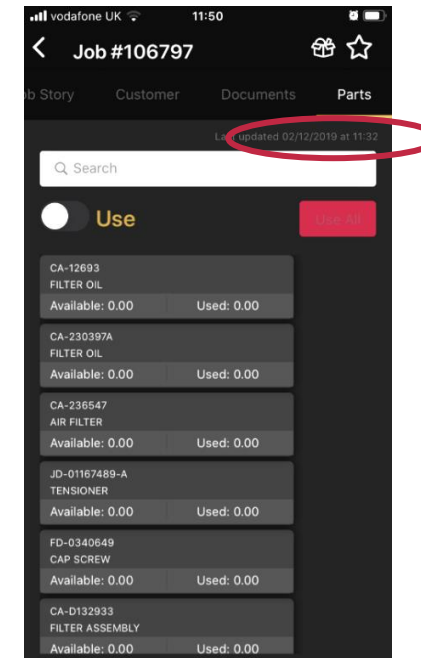 vodafone UK 11:50
Job #106797
ob Story Customer Documents Parts
Last updated 02/12/2019 at 11:32
Search
Use Use All
CA-12693
FILTER OIL
Available: 0.00 Used: 0.00
CA-230397A
FILTER OIL
Available: 0.00 Used: 0.00
CA-236547
AIR FILTER
Available: 0.00 Used: 0.00
JD-01167489-A
TENSIONER
Available: 0.00 Used: 0.00
FD-0340649
CAP SCREW
Available: 0.00 Used: 0.00
CA-D132933
FILTER ASSEMBLY
Available: 0.00 Used: 0.00